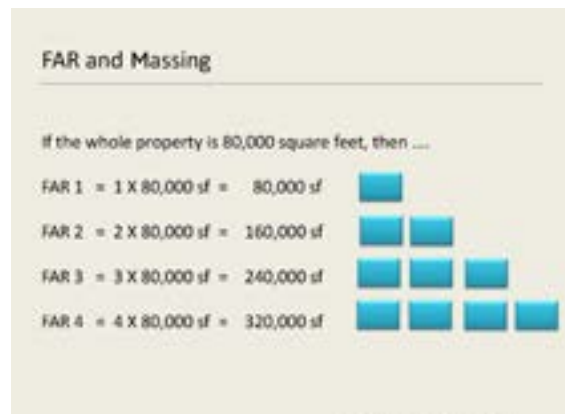 FAR and Massing
If the whole property is 80,000 square feet, then ....
FAR 1 = 1 X 80,000 sf = 80,000 sf
FAR 2 = 2 X 80,000 sf = 160,000 sf
FAR 3 = 3 X 80,000 sf = 240,000 sf
FAR 4 = 4 X 80,000 sf = 320,000 sf